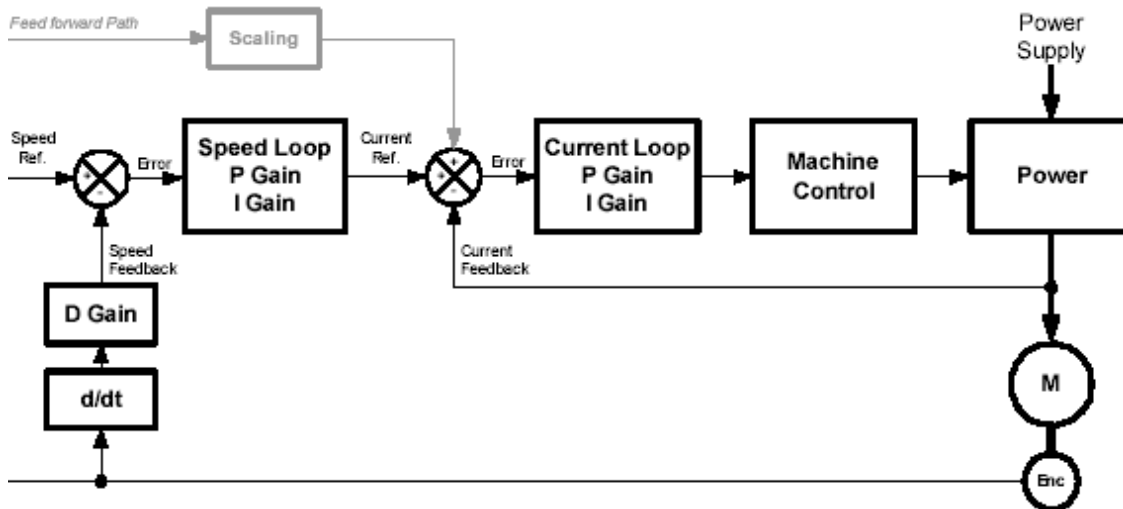 Feed forward Path
Scaling
Power
Supply
Speed
Ref.
Error
Speed Loop
P Gain
I Gain
Current
Ref.
Error
Current Loop
P Gain
I Gain
Machine
Control
Power
+
-
+
+
-
Speed
Feedback
Current
Feedback
D Gain
d/dt
M
Enc